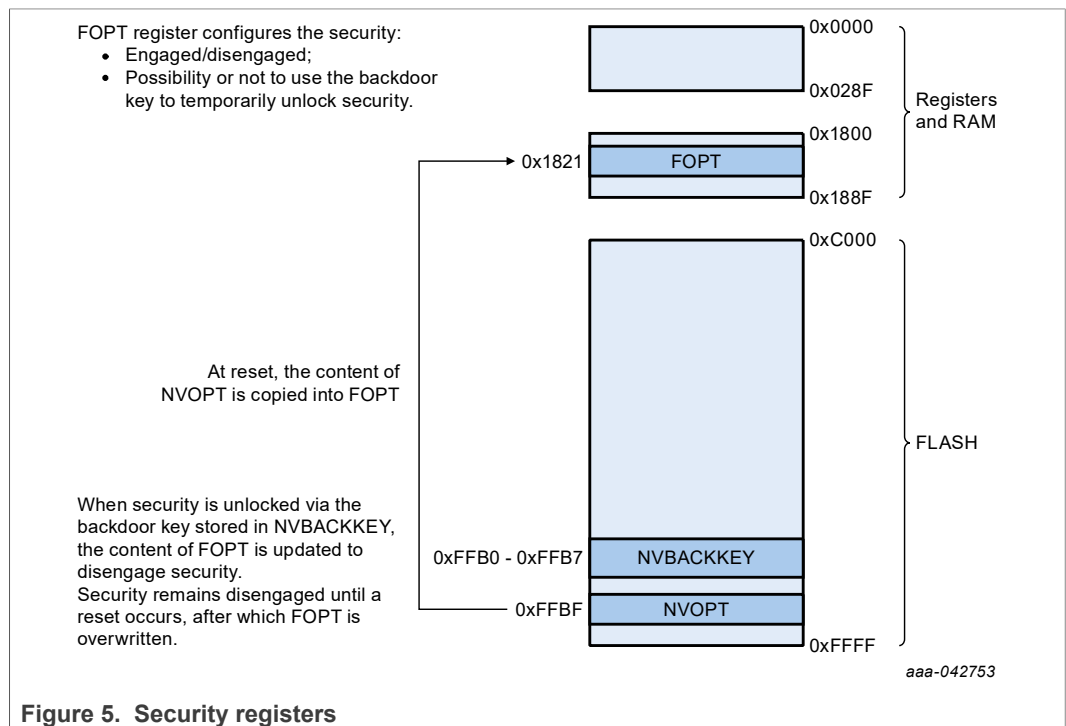 FOPT register configures the security:
• Engaged/disengaged;
• Possibility or not to use the backdoor
key to temporarily unlock security.
0x0000
0x028F
Registers
and RAM
0x1800
0x1821
FOPT
0x188F
0xC000
At reset, the content of
NVOPT is copied into FOPT
FLASH
When security is unlocked via the
backdoor key stored in NVBACKKEY,
the content of FOPT is updated to
disengage security.
Security remains disengaged until a
reset occurs, after which FOPT is
overwritten.
0xFFB0 - 0xFFB7
NVBACKKEY
0xFFBF
NVOPT
0xFFFF
aaa-042753
Figure 5. Security registers